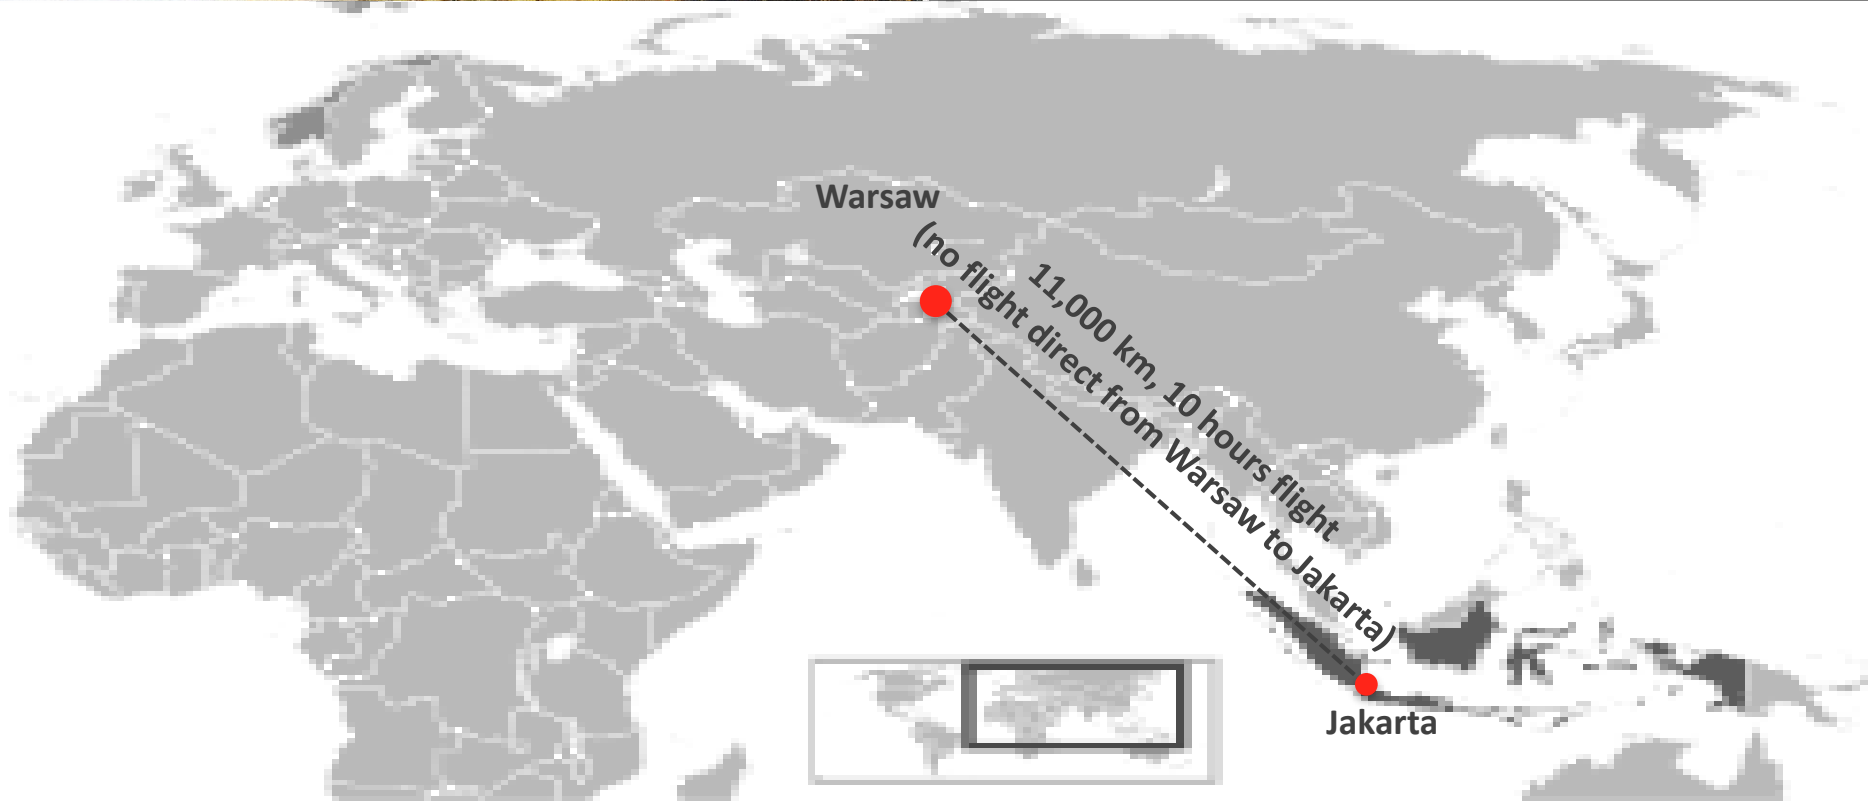 Warsaw
11,000 km, 10 hours flight
(no flight direct from Warsaw to Jakarta)
Jakarta